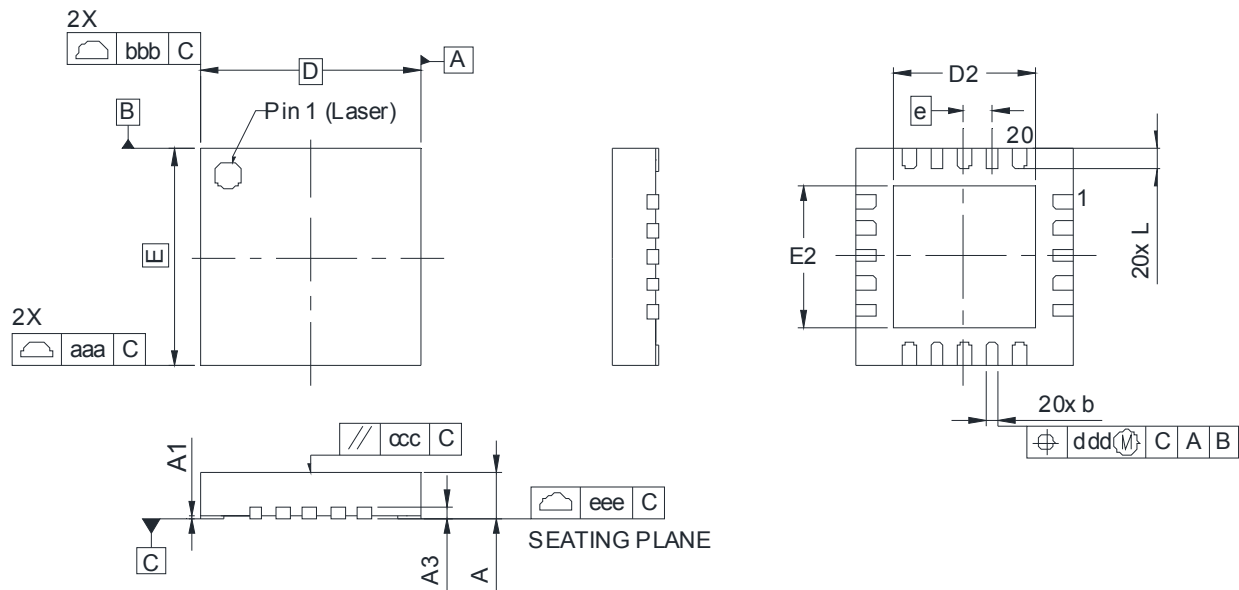 2X
bbb C
D
A
B
Pin 1 (Laser)
E
2X
aaa C
D2
e
20
1
E2
20x L
20x b
ddd M C A B
// ccc C
A1
C
A3
A
eee C
SEATING PLANE